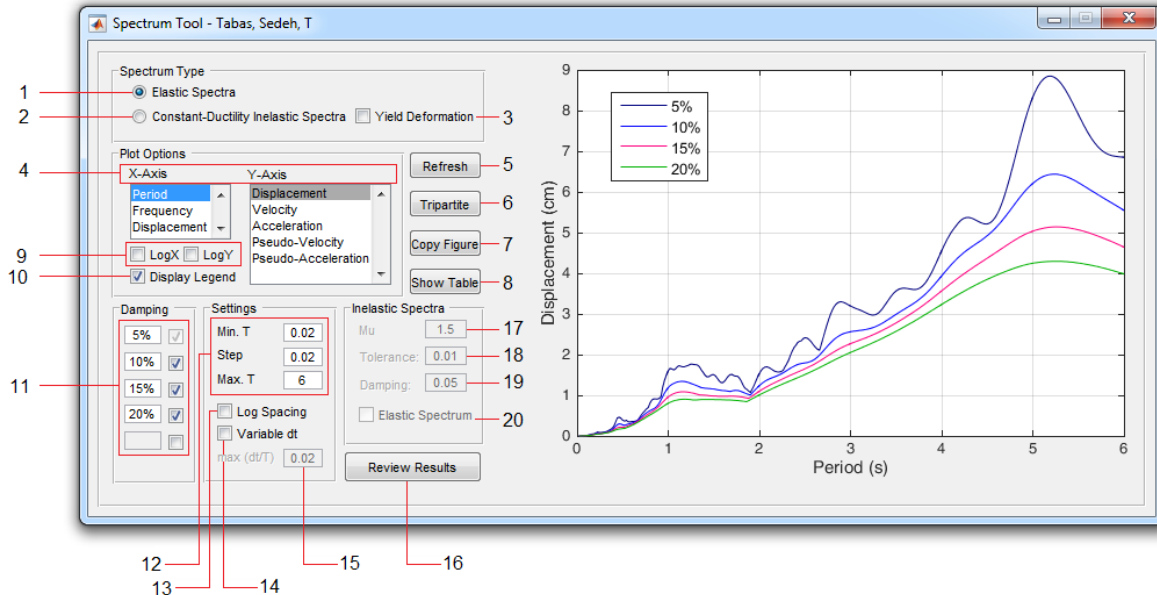 Spectrum Tool - Tabas, Sedeh, T
Spectrum Type
1 Elastic Spectra
2 Constant-Ductility Inelastic Spectra Yield Deformation 3
Plot Options
4 X-Axis Y-Axis
Period
Frequency
Displacement
Displacement
Velocity
Acceleration
Pseudo-Velocity
Pseudo-Acceleration
9 LogX LogY
10 Display Legend
Refresh 5
Tripartite 6
Copy Figure 7
Show Table 8
Damping
5%
10%
15%
20%
11
Settings
Min. T 0.02
Step 0.02
Max. T 6
12
Log Spacing
13
Variable dt
14
max (dt/T) 0.02
15
Inelastic Spectra
Mu 1.5 17
Tolerance: 0.01 18
Damping: 0.05 19
Elastic Spectrum 20
Review Results
16
Displacement (cm)
9
8
7
6
5
4
3
2
1
0
5%
10%
15%
20%
0 1 2 3 4 5 6
Period (s)